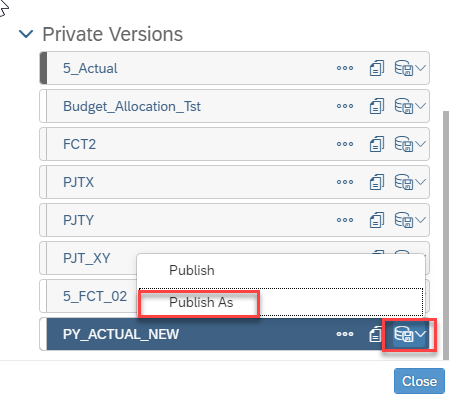 Private Versions
5_Actual
Budget_Allocation_Tst
FCT2
PJTX
PJTY
PJT_XY
Publish
5_FCT_02
Publish As
PY_ACTUAL_NEW
Close